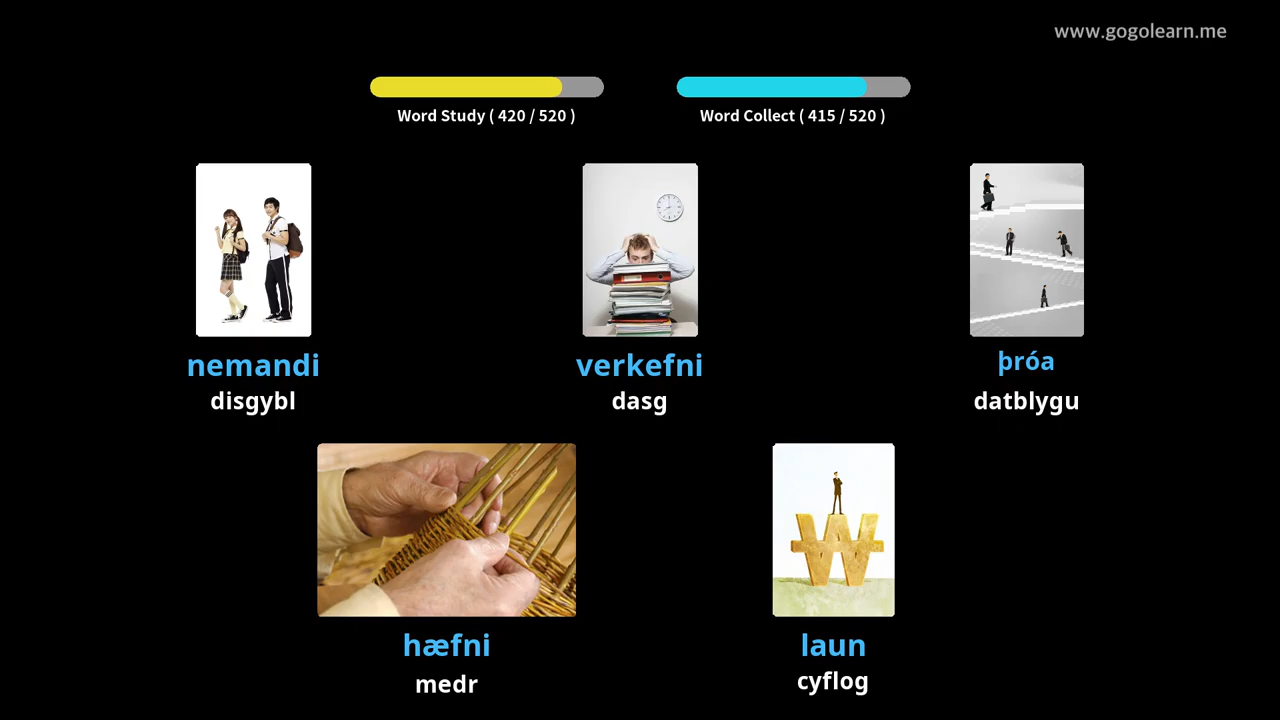 www.gogolearn.me
Word Study ( 420 / 520 )
Word Collect ( 415 / 520 )
nemandi
disgybl
verkefni
dasg
þróa
datblygu
hæfni
medr
laun
cyflog